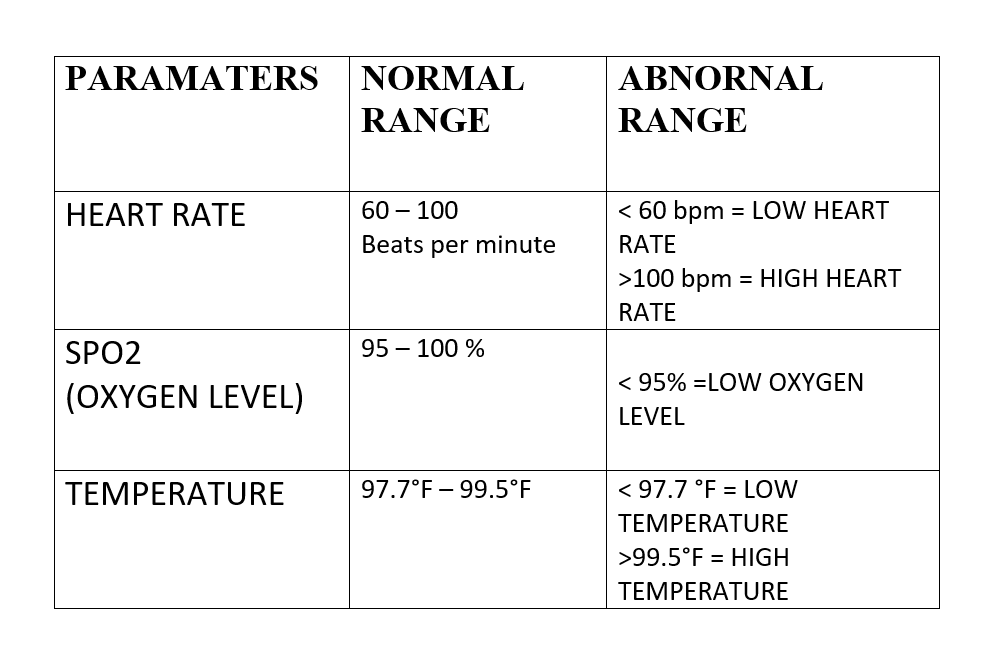 PARAMATERS
NORMAL
RANGE
ABNORNAL
RANGE
HEART RATE
60 – 100
Beats per minute
< 60 bpm = LOW HEART
RATE
>100 bpm = HIGH HEART
RATE
SPO2
(OXYGEN LEVEL)
95 – 100 %
< 95% =LOW OXYGEN
LEVEL
TEMPERATURE
97.7°F – 99.5°F
< 97.7 °F = LOW
TEMPERATURE
>99.5°F = HIGH
TEMPERATURE